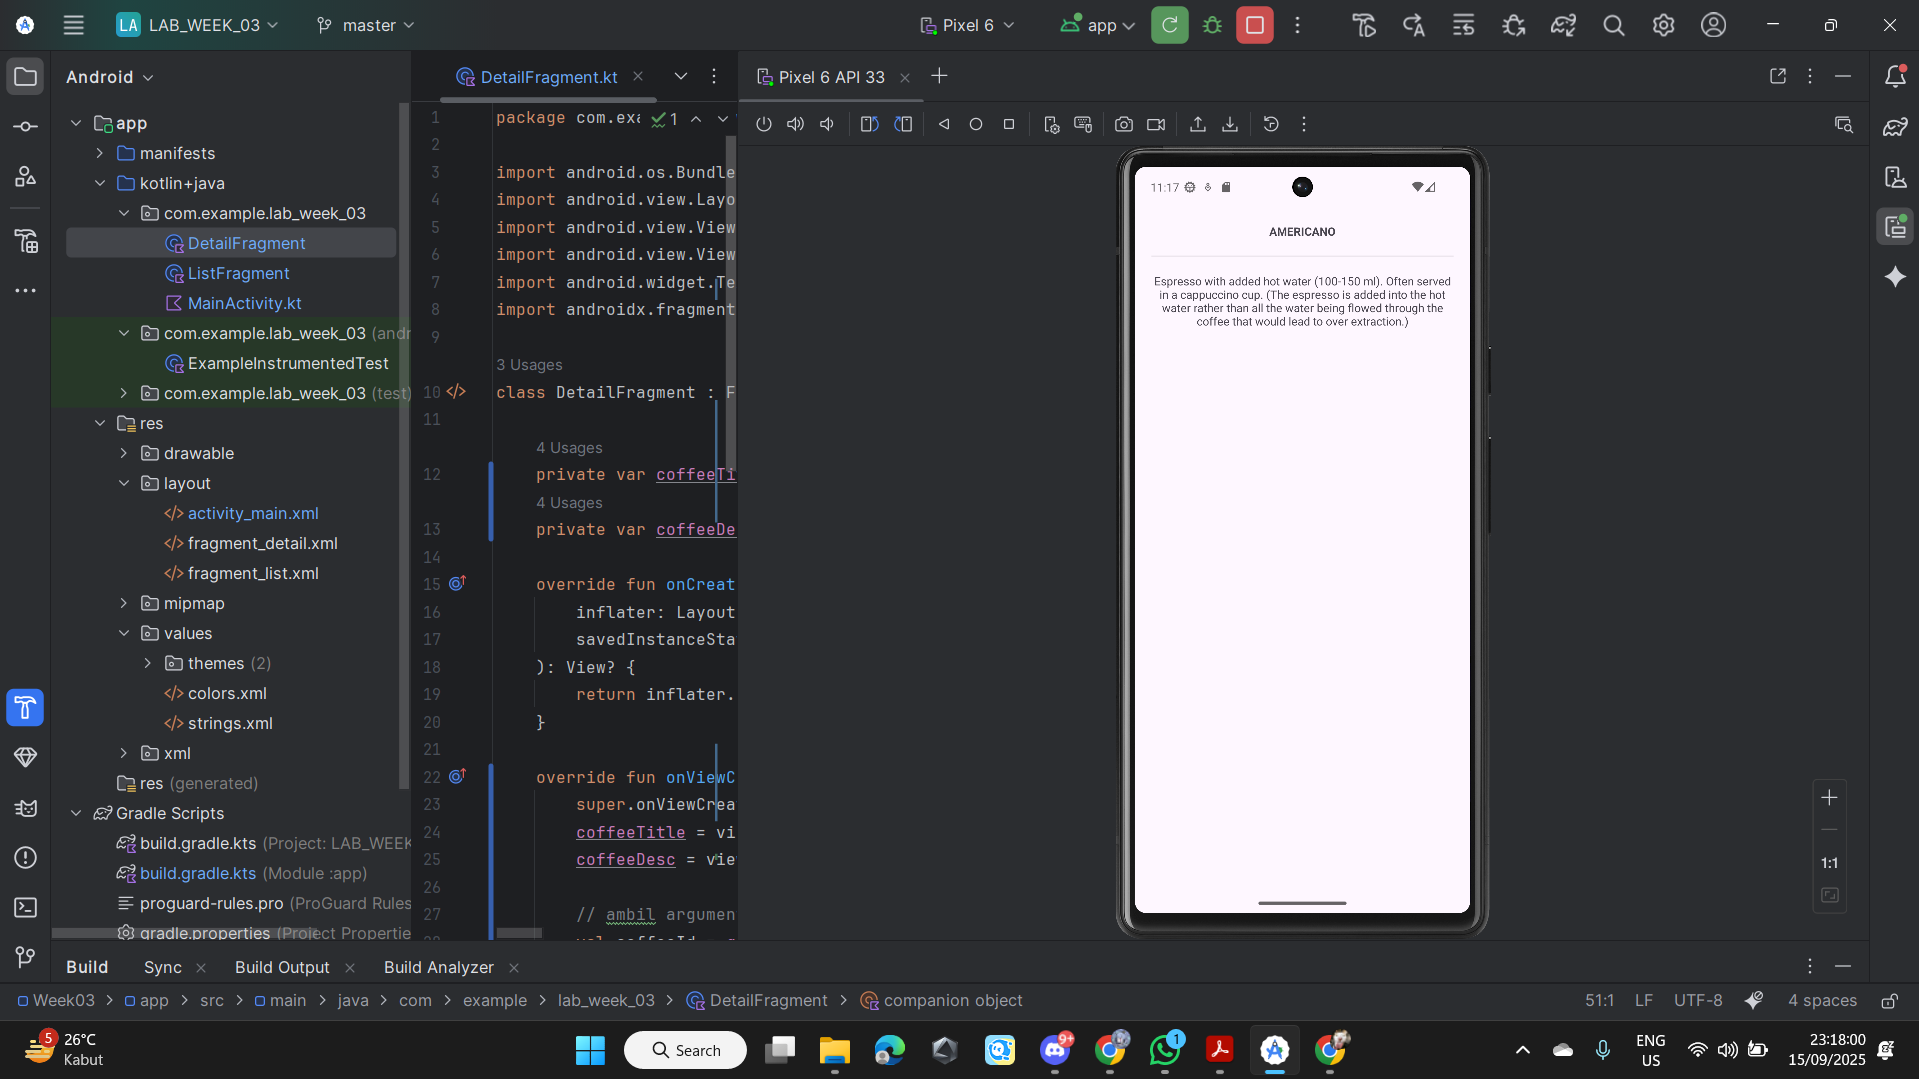 LA LAB_WEEK_03 master Pixel 6 app
Android
DetailFragment.kt
Pixel 6 API 33
app
manifests
kotlin+java
com.example.lab_week_03
DetailFragment
ListFragment
MainActivity.kt
com.example.lab_week_03 (andr
ExampleInstrumentedTest
com.example.lab_week_03 (test)
res
drawable
layout
activity_main.xml
fragment_detail.xml
fragment_list.xml
mipmap
values
themes (2)
colors.xml
strings.xml
xml
res (generated)
Gradle Scripts
build.gradle.kts (Project: LAB_WEEK
build.gradle.kts (Module :app)
proguard-rules.pro (ProGuard Rules
gradle.properties (Project Propertie
1 package com.exa 1
2
3 import android.os.Bundle
4 import android.view.Layo
5 import android.view.View
6 import android.view.View
7 import android.widget.Te
8 import androidx.fragment
9
3 Usages
10 class DetailFragment : F
11
4 Usages
12 private var coffeeTi
4 Usages
13 private var coffeeDe
14
15 override fun onCreat
16 inflater: Layout
17 savedInstanceSta
18 ): View? {
19 return inflater.
20 }
21
22 override fun onViewC
23 super.onViewCrea
24 coffeeTitle = vi
25 coffeeDesc = view
26
27 // ambil argumen
11:17
AMERICANO
Espresso with added hot water (100-150 ml). Often served
in a cappuccino cup. (The espresso is added into the hot
water rather than all the water being flowed through the
coffee that would lead to over extraction.)
1:1
Build Sync Build Output Build Analyzer
Week03 > app > src > main > java > com > example > lab_week_03 > DetailFragment > companion object
51:1 LF UTF-8 4 spaces
5 26°C
Kabut
Search
9+
1
ENG
US
23:18:00
15/09/2025